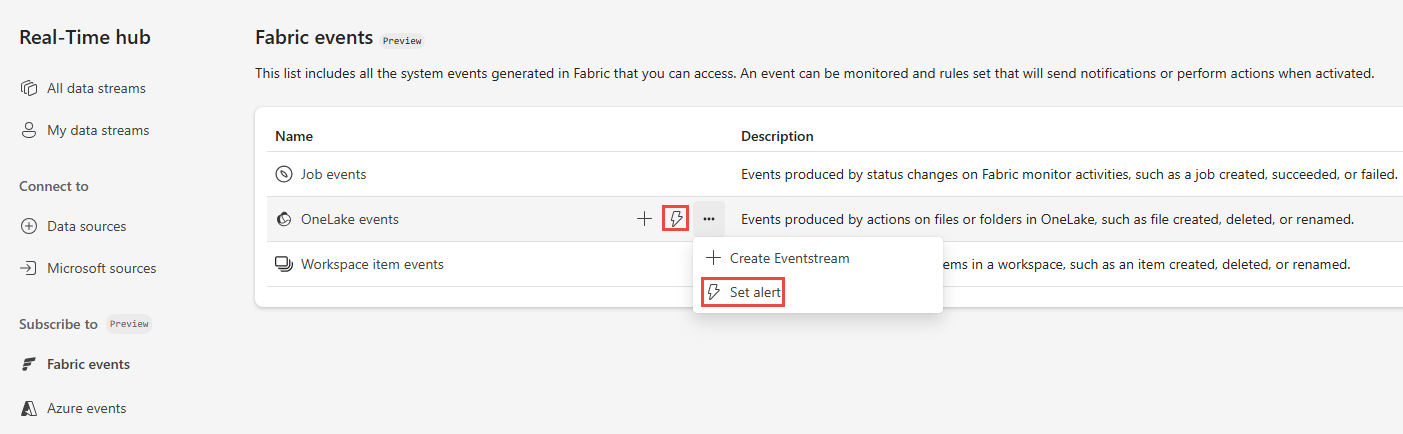 Real-Time hub
All data streams
My data streams
Connect to
Data sources
Microsoft sources
Subscribe to Preview
Fabric events
Azure events
Fabric events Preview
This list includes all the system events generated in Fabric that you can access. An event can be monitored and rules set that will send notifications or perform actions when activated.
Name Description
Job events Events produced by status changes on Fabric monitor activities, such as a job created, succeeded, or failed.
OneLake events Events produced by actions on files or folders in OneLake, such as file created, deleted, or renamed.
Create Eventstream
Workspace item events ems in a workspace, such as an item created, deleted, or renamed.
Set alert